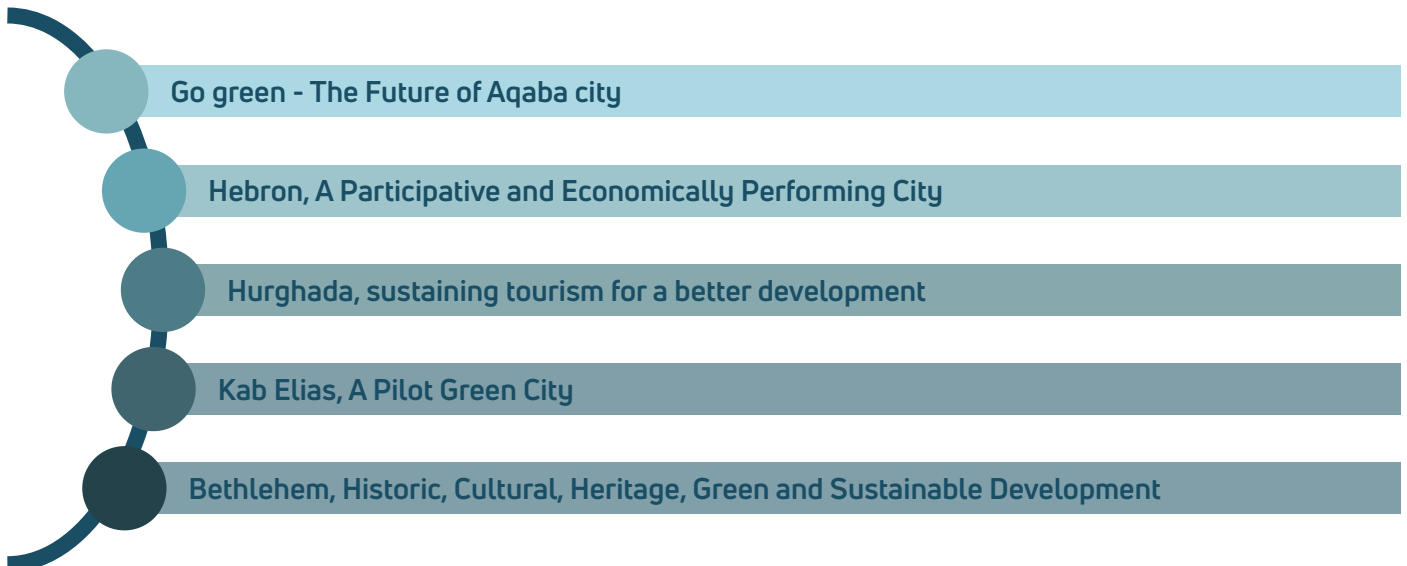 Go green - The Future of Aqaba city
Hebron, A Participative and Economically Performing City
Hurghada, sustaining tourism for a better development
Kab Elias, A Pilot Green City
Bethlehem, Historic, Cultural, Heritage, Green and Sustainable Development